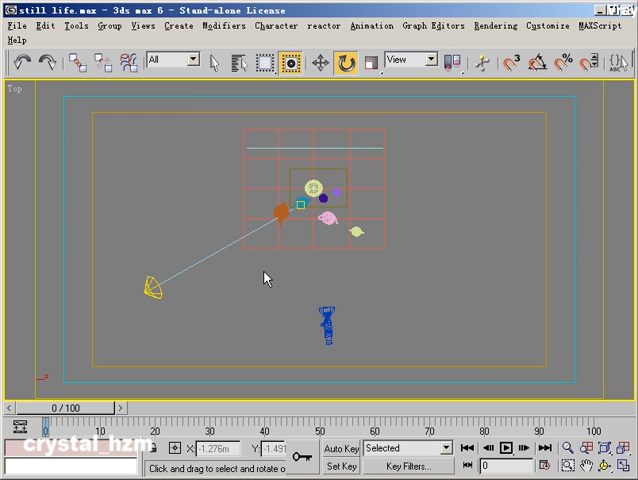 still life.max - 3ds max 6 - Stand-alone License
File Edit Tools Group Views Create Modifiers Character reactor Animation Graph Editors Rendering Customize MAXScript
Help
All View
Top
0 / 100
0 10 20 30 40 50 60 70 80 90 100
crystal_hzm X: -1.276m Y: -1.491 Auto Key Selected
Click and drag to select and rotate o Set Key Key Filters... 0